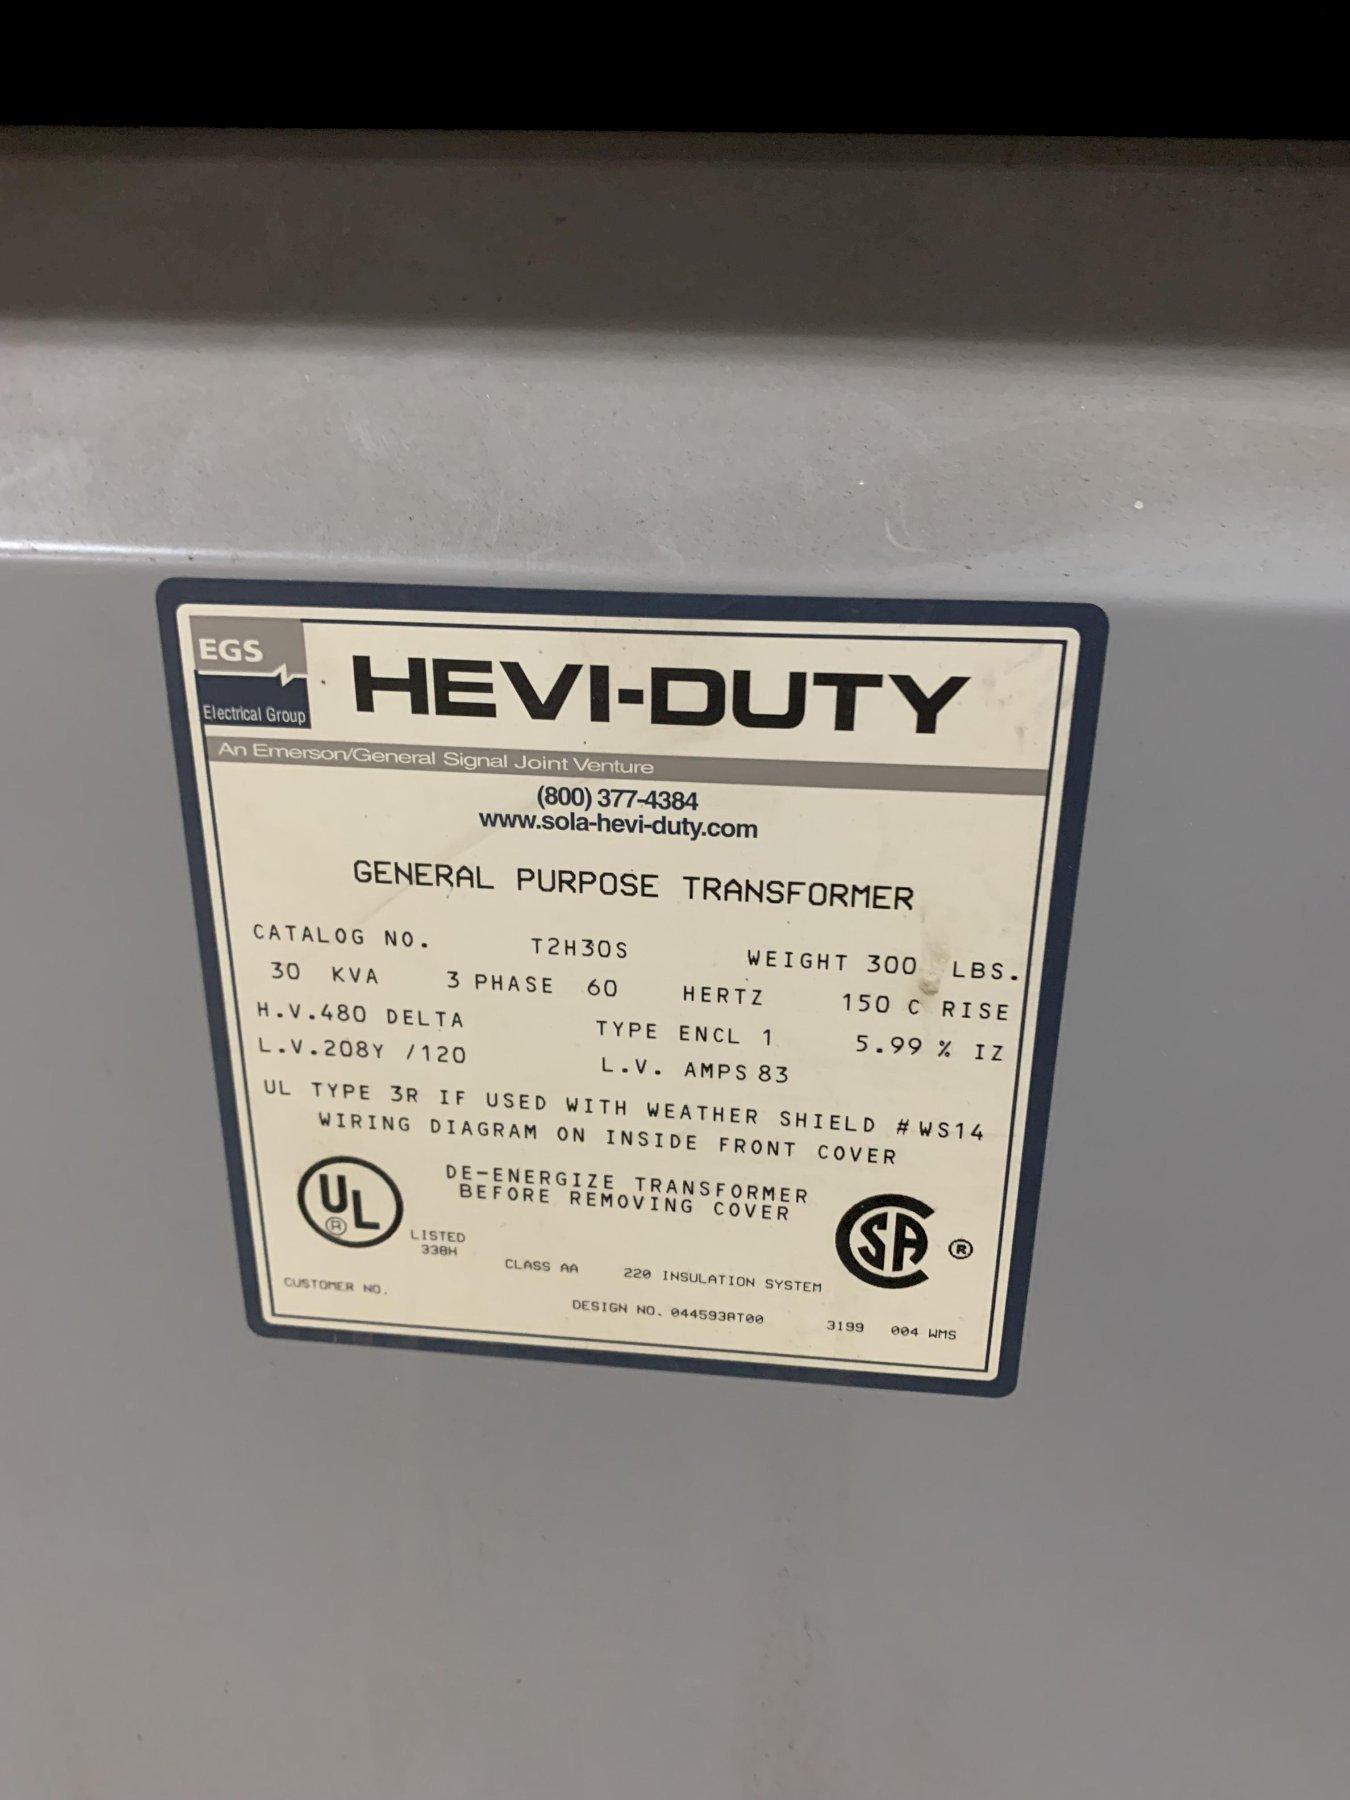 EGS
Electrical Group
HEVI-DUTY
An Emerson/General Signal Joint Venture
(800) 377-4384
www.sola-hevi-duty.com
GENERAL PURPOSE TRANSFORMER
CATALOG NO. T2H30S WEIGHT 300 LBS.
30 KVA 3 PHASE 60 HERTZ 150 C RISE
H.V.480 DELTA TYPE ENCL 1 5.99 % IZ
L.V.208Y /120 L.V. AMPS 83
UL TYPE 3R IF USED WITH WEATHER SHIELD # WS14
WIRING DIAGRAM ON INSIDE FRONT COVER
DE-ENERGIZE TRANSFORMER
BEFORE REMOVING COVER
UL ®
LISTED
338H
CSA ®
CLASS AA 220 INSULATION SYSTEM
CUSTOMER NO. DESIGN NO. 044593AT00 3199 004 WMS